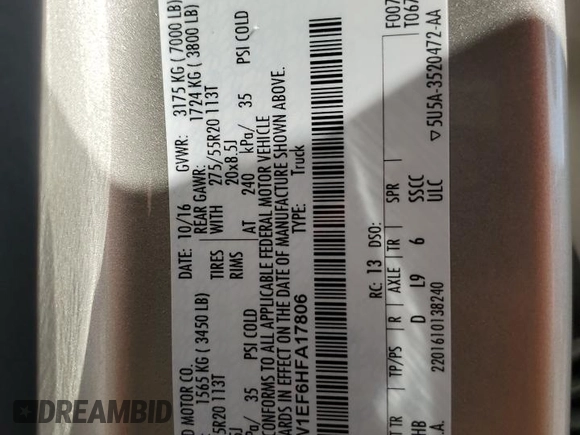 D MOTOR CO.
DATE: 10/16 GVWR: 3175 KG ( 7000 LB)
1565 KG ( 3450 LB) REAR GAWR: 1724 KG ( 3800 LB)
5R20 113T TIRES WITH 275/55R20 113T
RIMS 20x8.5J
/ 35 PSI COLD AT 240 kPa/ 35 PSI COLD
CONFORMS TO ALL APPLICABLE FEDERAL MOTOR VEHICLE
ARDS IN EFFECT ON THE DATE OF MANUFACTURE SHOWN ABOVE.
V1EF6HFA17806 TYPE: Truck
F007
T067
RC: 13 DSO:
TR TP/PS R AXLE TR SPR
HB D L9 6 SSCC
ULC
.A. 2201610138240 ▽5U5A-3520472-AA
DREAMBID